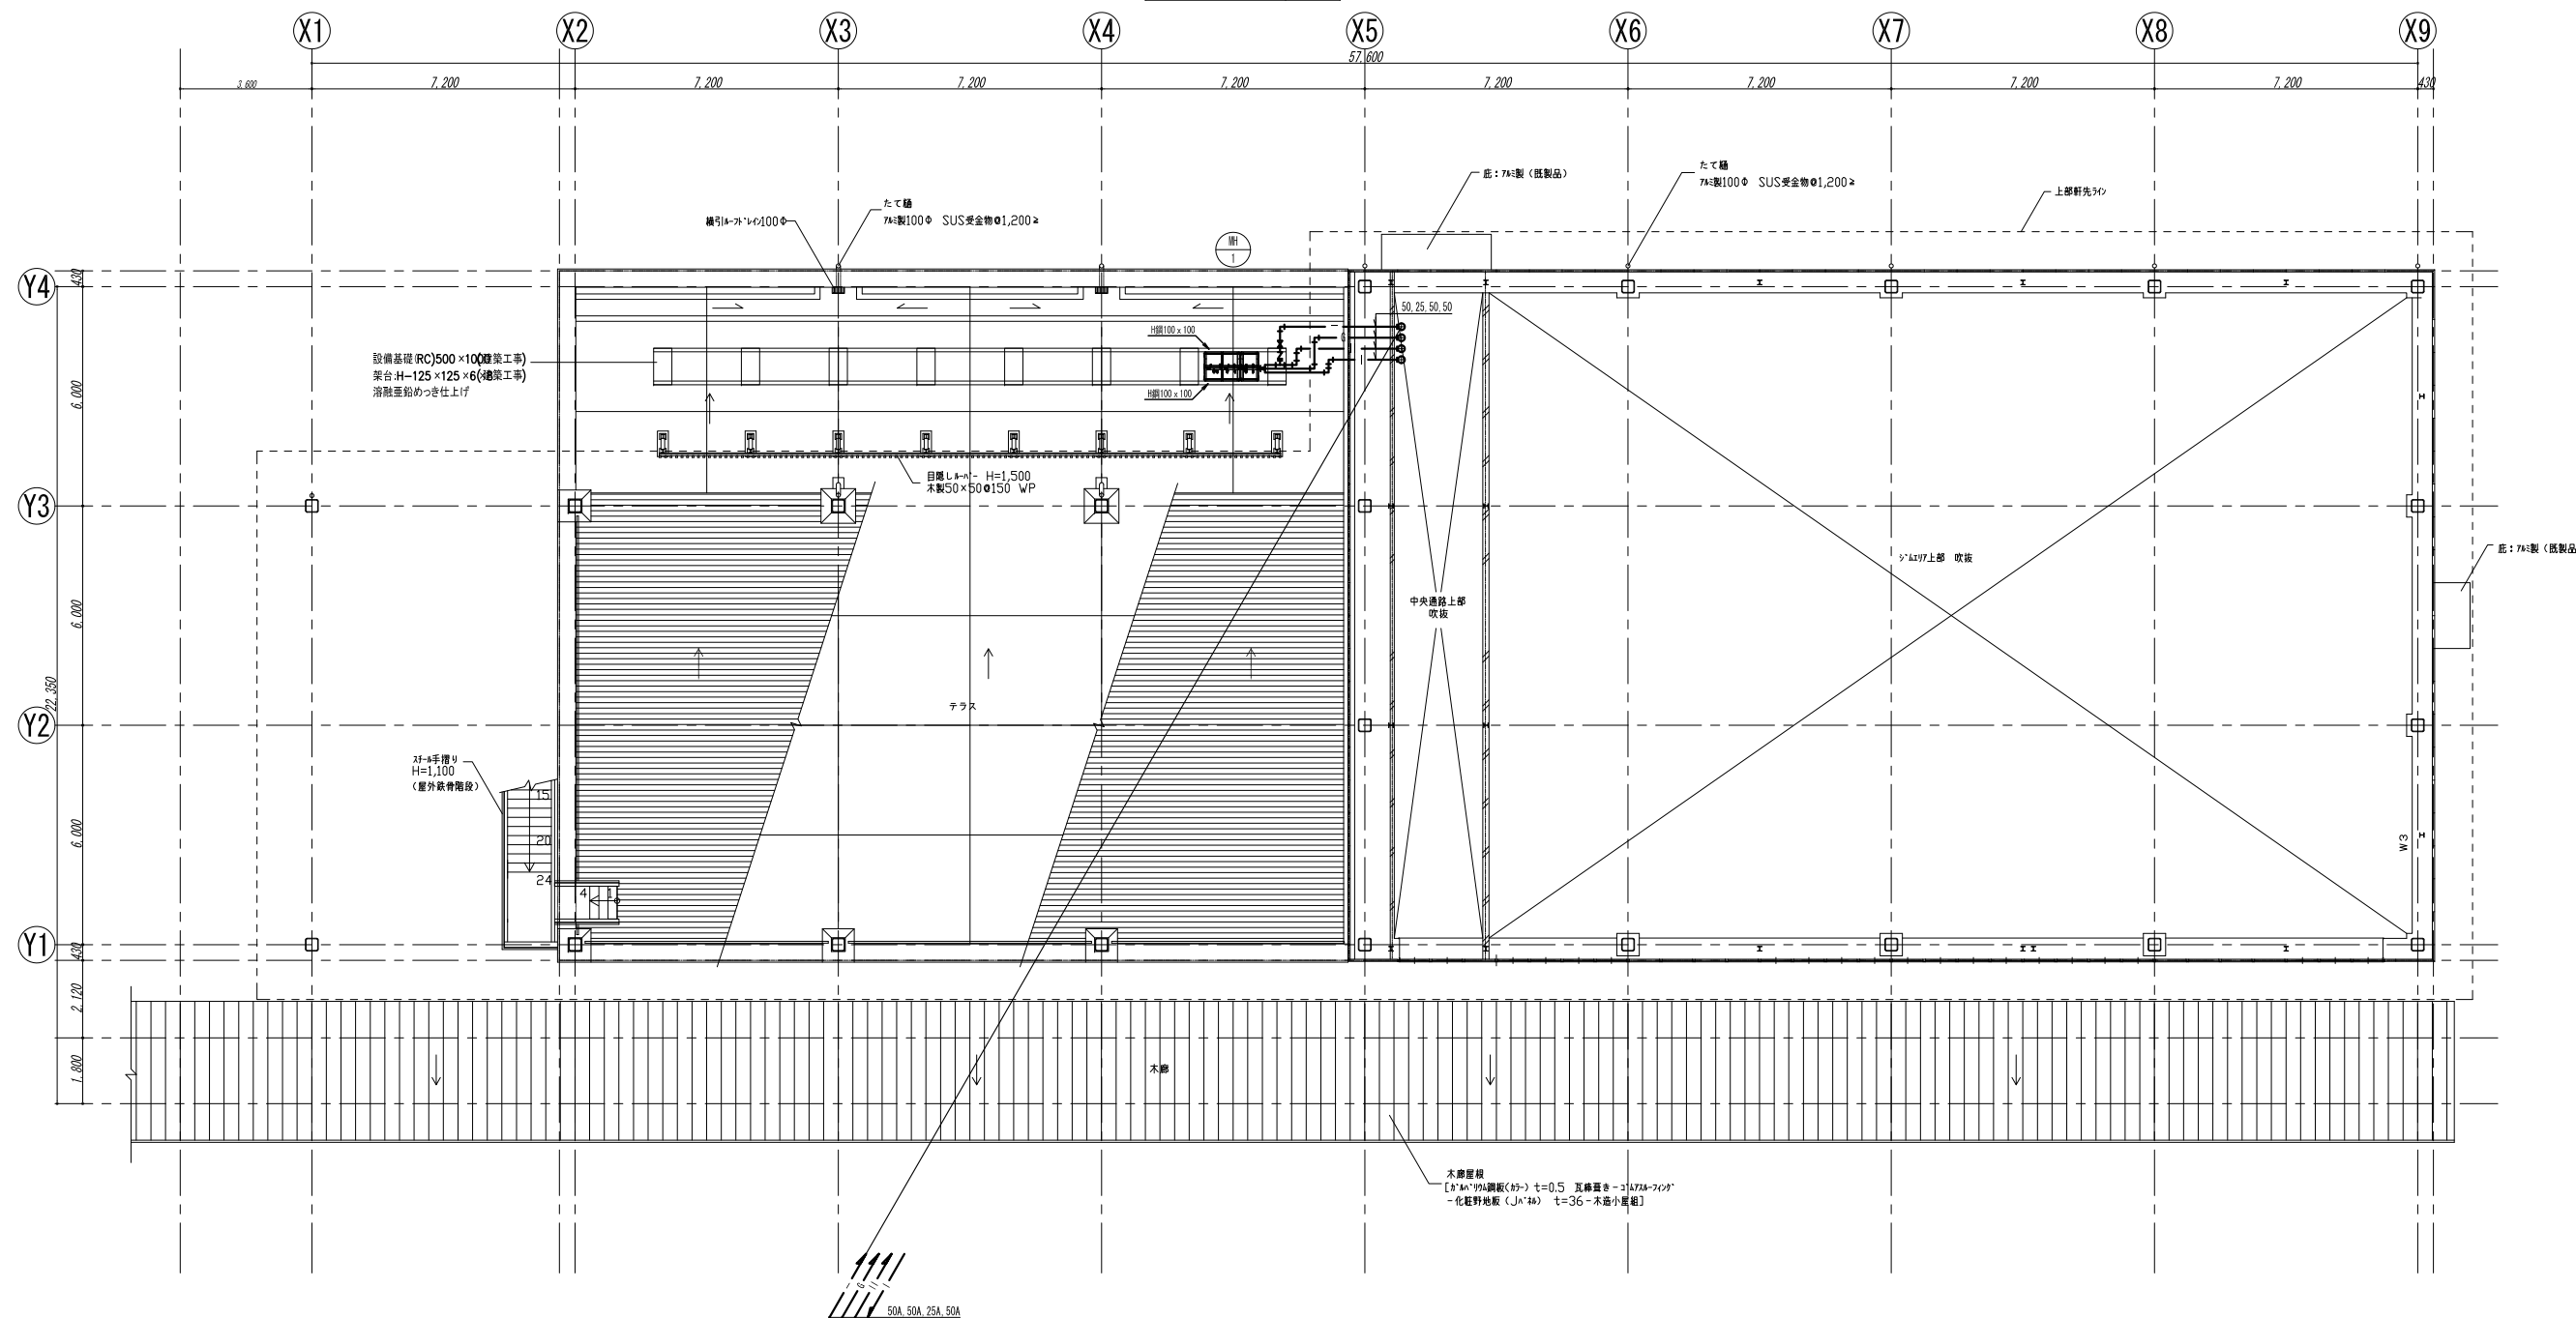 X1
X2
X3
X4
X5
X6
X7
X8
X9
57,600
3,600
7,200
7,200
7,200
7,200
7,200
7,200
7,200
7,200
430
たて樋
ｱﾙﾐ製100Φ SUS受金物@1,200≧
庇：ｱﾙﾐ製（既製品）
上部軒先ﾗｲﾝ
たて樋
ｱﾙﾐ製100Φ SUS受金物@1,200≧
横引ﾙｰﾌﾄﾞﾚｲﾝ100Φ
MH
1
Y4
430
50,25,50,50
H鋼100x100
G
設備基礎(RC)500×1000(建築工事)
架台:H-125×125×6(建築工事)
溶融亜鉛めっき仕上げ
H鋼100x100
6,000
目隠しﾙｰﾊﾞｰ H=1,500
木製50×50@150 WP
Y3
ｼﾞﾑｴﾘｱ上部 吹抜
庇：ｱﾙﾐ製（既製品
中央通路上部
吹抜
6,000
22,350
テラス
Y2
ｽﾁｰﾙ手摺り
H=1,100
（屋外鉄骨階段）
15
20
24
4
1
6,000
W3
Y1
430
2,120
1,800
木廊
木廊屋根
[ｶﾞﾙﾊﾞﾘｳﾑ鋼板(ｶﾗｰ) t=0.5 瓦棒葺き－ｺﾞﾑｱｽﾙｰﾌｨﾝｸﾞ
－化粧野地板（Jﾊﾟﾈﾙ） t=36－木造小屋組]
G
50A,50A,25A,50A